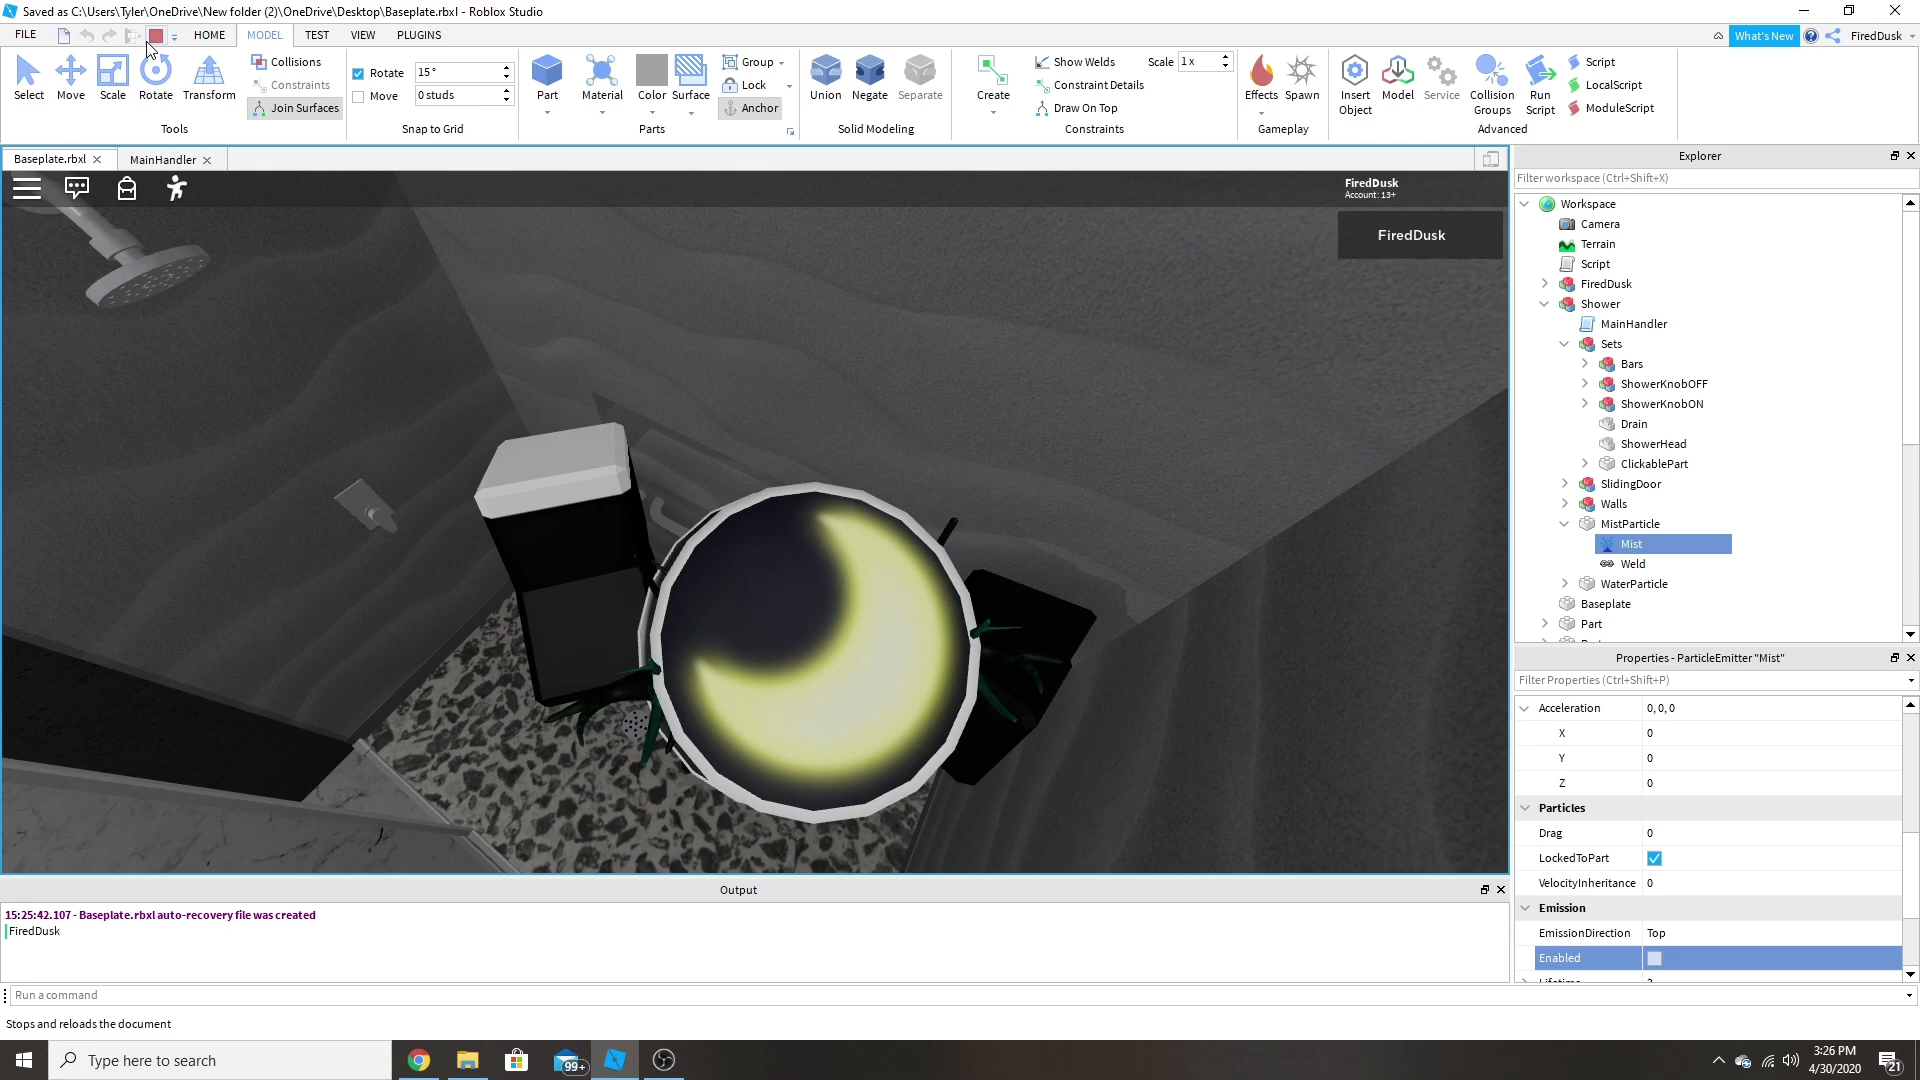 Saved as C:\Users\Tyler\OneDrive\New folder (2)\OneDrive\Desktop\Baseplate.rbxl - Roblox Studio
FILE HOME MODEL TEST VIEW PLUGINS What's New FiredDusk
Select Move Scale Rotate Transform
Collisions
Constraints
Join Surfaces
Tools
Rotate 15°
Move 0 studs
Snap to Grid
Part Material Color Surface
Group
Lock
Anchor
Parts
Union Negate Separate
Solid Modeling
Create
Show Welds Scale 1 x
Constraint Details
Draw On Top
Constraints
Effects Spawn
Gameplay
Insert Object Model Service Collision Groups Run Script
Script
LocalScript
ModuleScript
Advanced
Baseplate.rbxl MainHandler
FiredDusk
Account: 13+
FiredDusk
Explorer
Filter workspace (Ctrl+Shift+X)
Workspace
Camera
Terrain
Script
FiredDusk
Shower
MainHandler
Sets
Bars
ShowerKnobOFF
ShowerKnobON
Drain
ShowerHead
ClickablePart
SlidingDoor
Walls
MistParticle
Mist
Weld
WaterParticle
Baseplate
Part
Properties - ParticleEmitter "Mist"
Filter Properties (Ctrl+Shift+P)
Acceleration 0, 0, 0
X 0
Y 0
Z 0
Particles
Drag 0
LockedToPart
VelocityInheritance 0
Emission
EmissionDirection Top
Enabled
Output
15:25:42.107 - Baseplate.rbxl auto-recovery file was created
FiredDusk
Run a command
Stops and reloads the document
Type here to search
99+
3:26 PM
4/30/2020
21